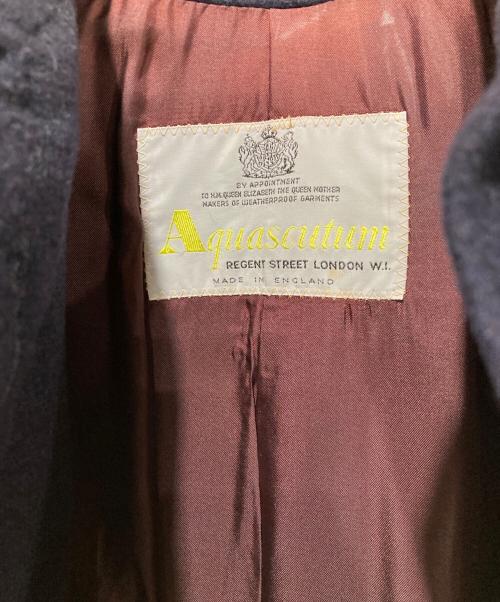 BY APPOINTMENT
TO H.M. QUEEN ELIZABETH THE QUEEN MOTHER
MAKERS OF WEATHERPROOF GARMENTS
Aquascutum
REGENT STREET LONDON W.I.
MADE IN ENGLAND